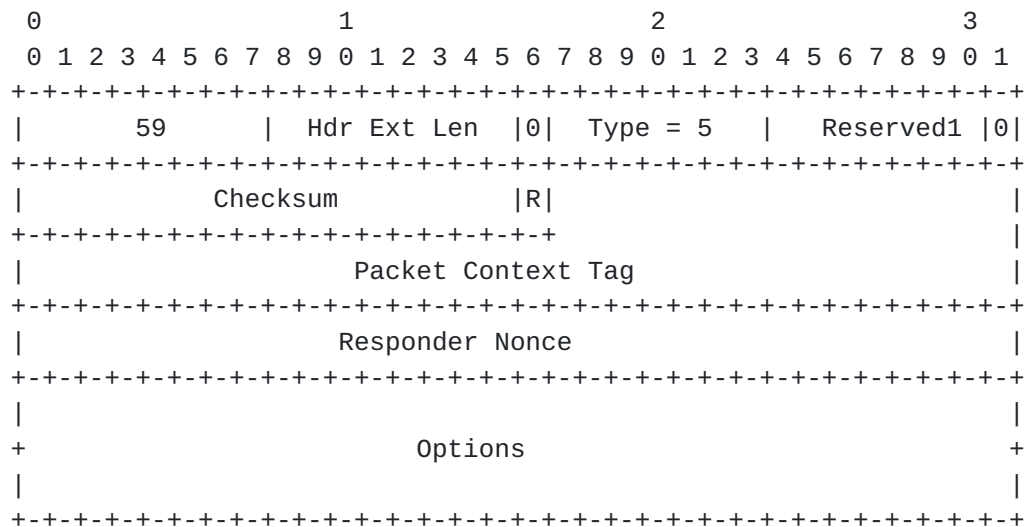 0                   1                   2                   3
 0 1 2 3 4 5 6 7 8 9 0 1 2 3 4 5 6 7 8 9 0 1 2 3 4 5 6 7 8 9 0 1
+-+-+-+-+-+-+-+-+-+-+-+-+-+-+-+-+-+-+-+-+-+-+-+-+-+-+-+-+-+-+-+-+
|       59      |  Hdr Ext Len  |0|  Type = 5   |   Reserved1 |0|
+-+-+-+-+-+-+-+-+-+-+-+-+-+-+-+-+-+-+-+-+-+-+-+-+-+-+-+-+-+-+-+-+
|            Checksum           |R|                             |
+-+-+-+-+-+-+-+-+-+-+-+-+-+-+-+-+-+                             |
|                     Packet Context Tag                        |
+-+-+-+-+-+-+-+-+-+-+-+-+-+-+-+-+-+-+-+-+-+-+-+-+-+-+-+-+-+-+-+-+
|                    Responder Nonce                            |
+-+-+-+-+-+-+-+-+-+-+-+-+-+-+-+-+-+-+-+-+-+-+-+-+-+-+-+-+-+-+-+-+
|                                                               |
+                         Options                               +
|                                                               |
+-+-+-+-+-+-+-+-+-+-+-+-+-+-+-+-+-+-+-+-+-+-+-+-+-+-+-+-+-+-+-+-+